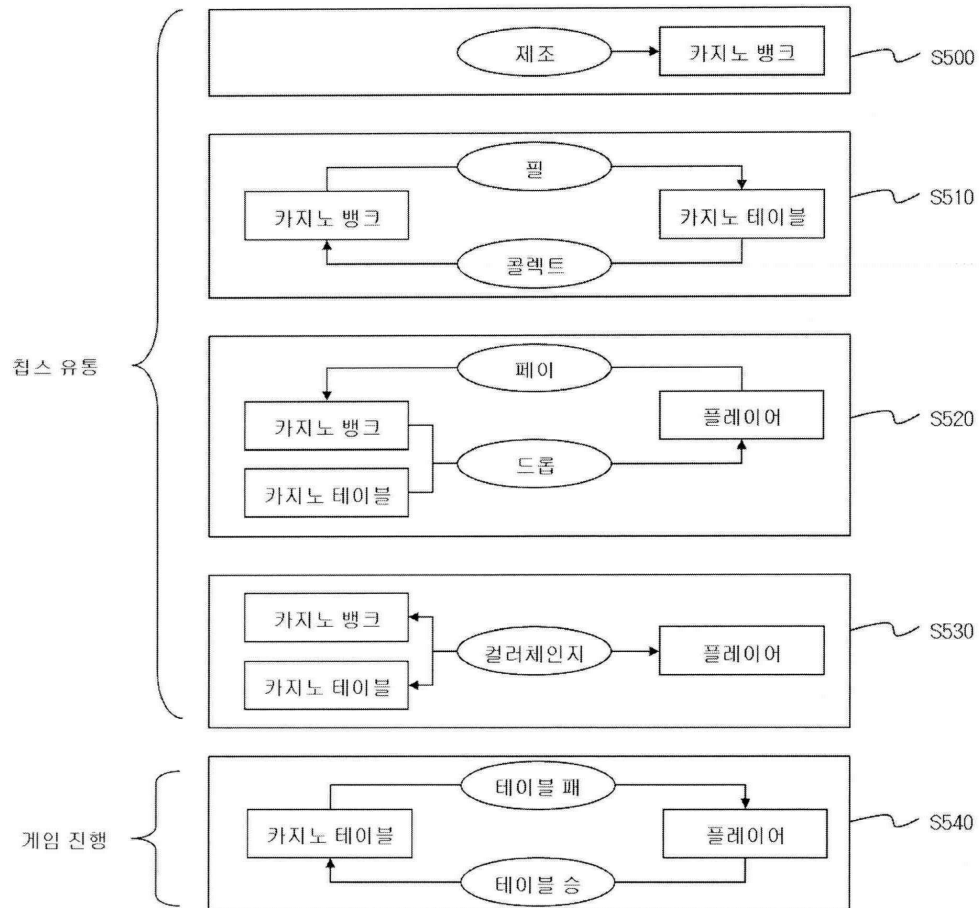 제조
카지노 뱅크
S500
필
카지노 뱅크
카지노 테이블
S510
콜렉트
칩스 유통
페이
카지노 뱅크
플레이어
S520
드롭
카지노 테이블
카지노 뱅크
컬러체인지
플레이어
S530
카지노 테이블
테이블 패
게임 진행
카지노 테이블
플레이어
S540
테이블 승